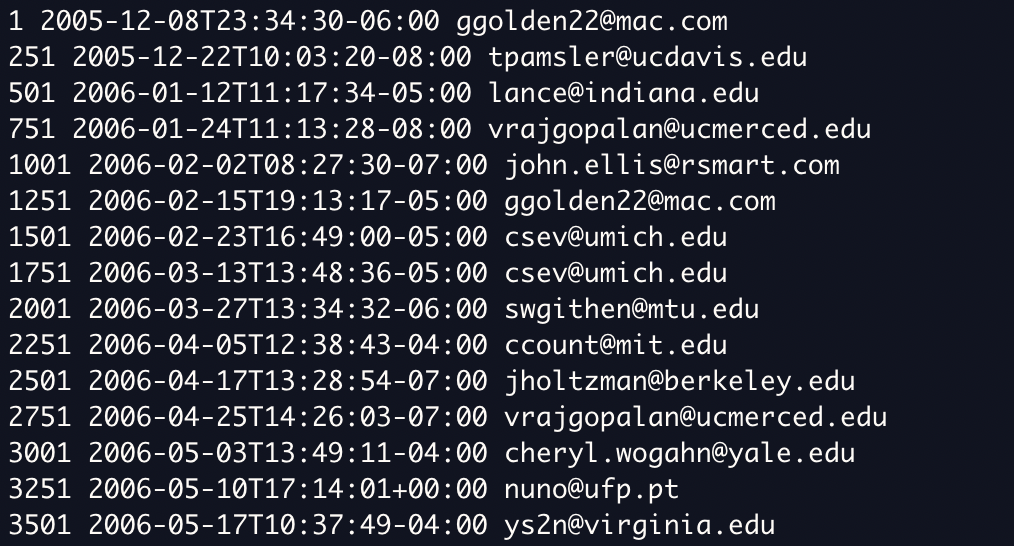 1 2005-12-08T23:34:30-06:00 ggolden22@mac.com
251 2005-12-22T10:03:20-08:00 tpamsler@ucdavis.edu
501 2006-01-12T11:17:34-05:00 lance@indiana.edu
751 2006-01-24T11:13:28-08:00 vrajgopalan@ucmerced.edu
1001 2006-02-02T08:27:30-07:00 john.ellis@rsmart.com
1251 2006-02-15T19:13:17-05:00 ggolden22@mac.com
1501 2006-02-23T16:49:00-05:00 csev@umich.edu
1751 2006-03-13T13:48:36-05:00 csev@umich.edu
2001 2006-03-27T13:34:32-06:00 swgithen@mtu.edu
2251 2006-04-05T12:38:43-04:00 ccount@mit.edu
2501 2006-04-17T13:28:54-07:00 jholtzman@berkeley.edu
2751 2006-04-25T14:26:03-07:00 vrajgopalan@ucmerced.edu
3001 2006-05-03T13:49:11-04:00 cheryl.wogahn@yale.edu
3251 2006-05-10T17:14:01+00:00 nuno@ufp.pt
3501 2006-05-17T10:37:49-04:00 ys2n@virginia.edu